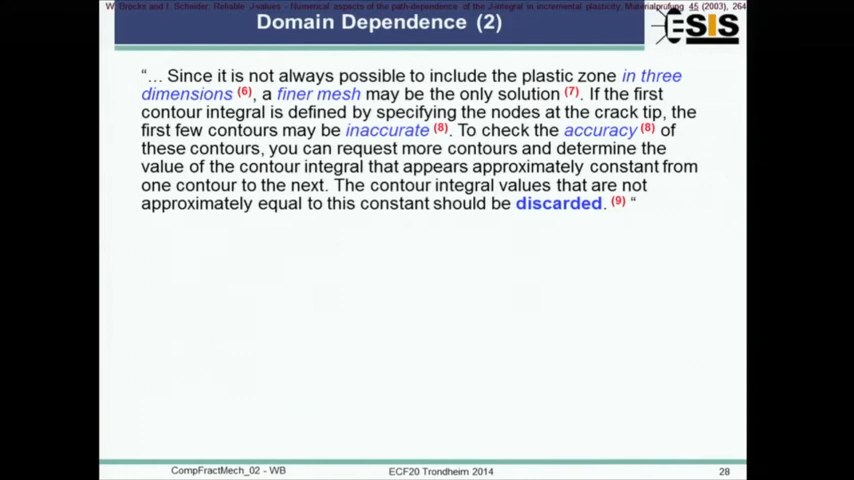 W. Brocks and I. Scheider: Reliable J-values - Numerical aspects of the path-dependence of the J-integral in incremental plasticity, Materialprüfung 45 (2003), 264
Domain Dependence (2)
ESIS
“... Since it is not always possible to include the plastic zone in three
dimensions (6), a finer mesh may be the only solution (7). If the first
contour integral is defined by specifying the nodes at the crack tip, the
first few contours may be inaccurate (8). To check the accuracy (8) of
these contours, you can request more contours and determine the
value of the contour integral that appears approximately constant from
one contour to the next. The contour integral values that are not
approximately equal to this constant should be discarded. (9) “
CompFractMech_02 - WB
ECF20 Trondheim 2014
28